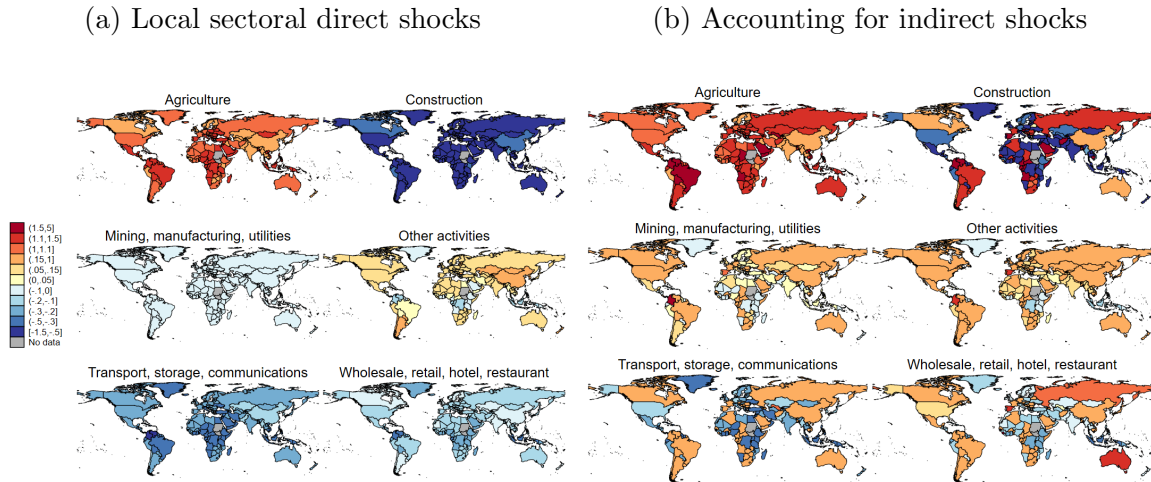 (a) Local sectoral direct shocks
(b) Accounting for indirect shocks
Agriculture
Construction
Mining, manufacturing, utilities
Other activities
Transport, storage, communications
Wholesale, retail, hotel, restaurant
(1.5,5]
(1.1,1.5]
(1,1.1]
(.15,1]
(.05,.15]
(0,.05]
(-.1,0]
(-.2,-.1]
(-.3,-.2]
(-.5,-.3]
[-1.5,-.5]
No data
Agriculture
Construction
Mining, manufacturing, utilities
Other activities
Transport, storage, communications
Wholesale, retail, hotel, restaurant